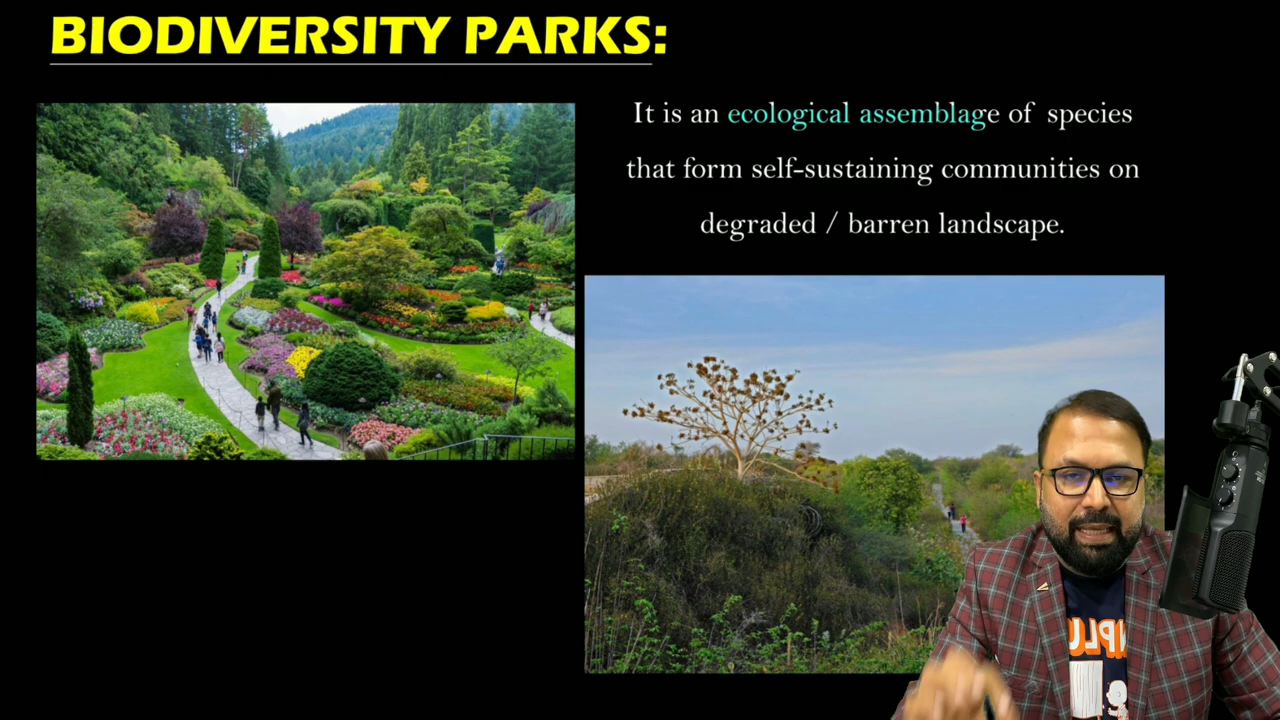 BIODIVERSITY PARKS:
It is an ecological assemblage of species
that form self-sustaining communities on
degraded / barren landscape.